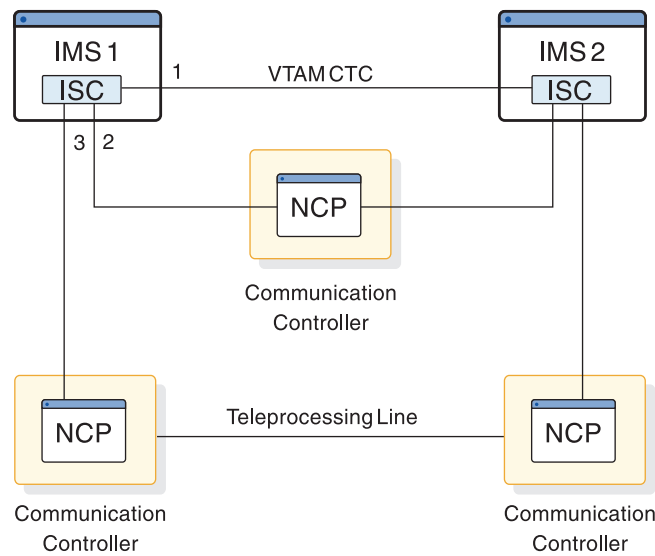 IMS 1
IMS 2
1
VTAM CTC
ISC
ISC
3
2
NCP
Communication
Controller
Teleprocessing Line
NCP
NCP
Communication
Controller
Communication
Controller